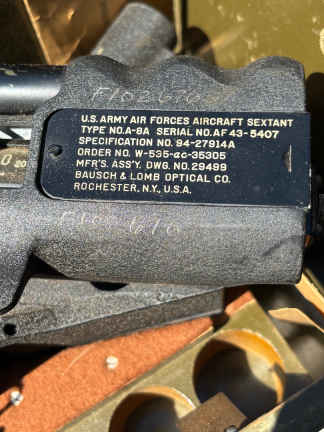 U.S. ARMY AIR FORCES AIRCRAFT SEXTANT
TYPE NO. A-8A SERIAL NO. AF 43-5407
SPECIFICATION NO. 94-27914A
ORDER NO. W-535-ac-35305
MFR'S. ASS'Y. DWG. NO. 29499
BAUSCH & LOMB OPTICAL CO.
ROCHESTER, N.Y., U.S.A.
20